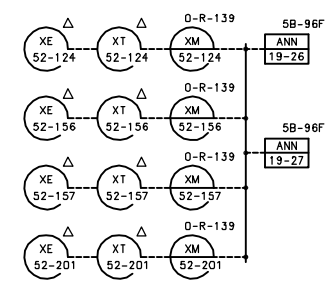 0-R-139
5B-96F
XE XT XM ANN
52-124 52-124 52-124 19-26
0-R-139
XE XT XM
52-156 52-156 52-156
5B-96F
ANN
19-27
0-R-139
XE XT XM
52-157 52-157 52-157
0-R-139
XE XT XM
52-201 52-201 52-201